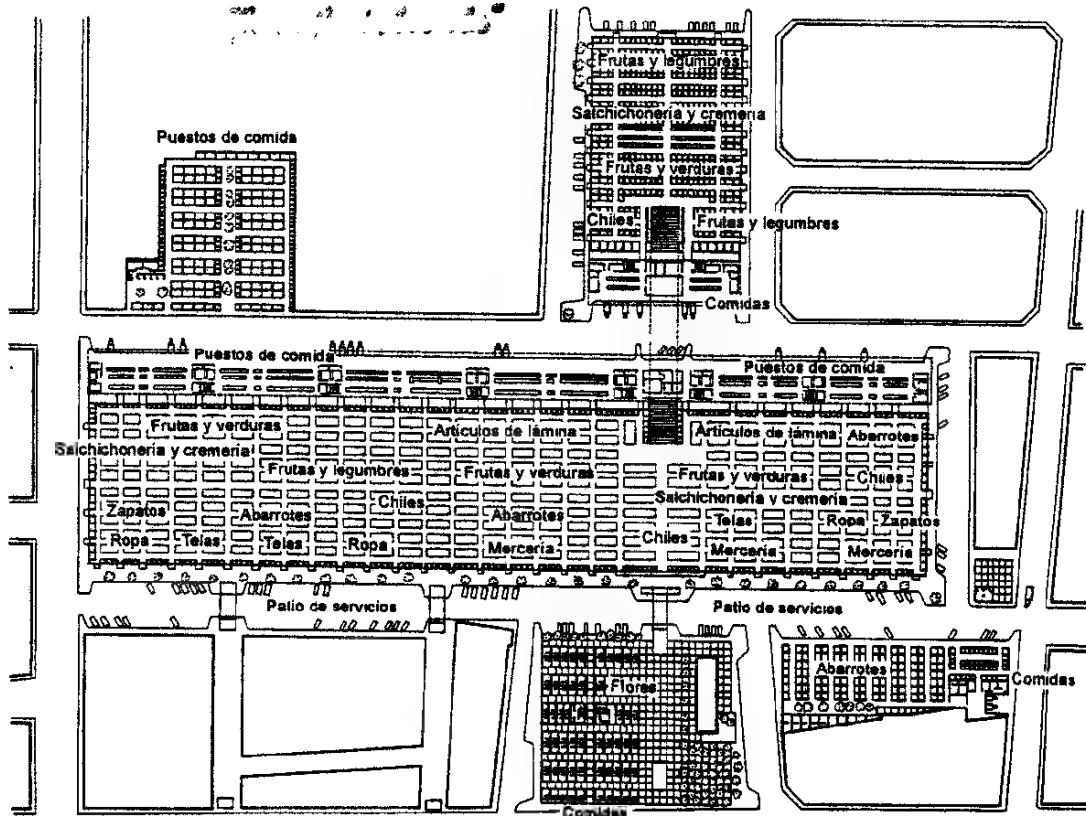 Frutas y legumbres
Salchichonería y cremería
Puestos de comida
Frutas y verduras
Chiles
Frutas y legumbres
Comidas
Puestos de comida
Puestos de comida
Frutas y verduras
Artículos de lámina
Artículos de lámina
Abarrotes
Salchichonería y cremería
Frutas y legumbres
Frutas y verduras
Frutas y verduras
Chiles
Chiles
Salchichonería y cremería
Zapatos
Abarrotes
Abarrotes
Telas
Ropa
Zapatos
Ropa
Telas
Telas
Ropa
Mercería
Chiles
Mercería
Mercería
Patio de servicios
Patio de servicios
Flores
Abarrotes
Comidas
Comidas